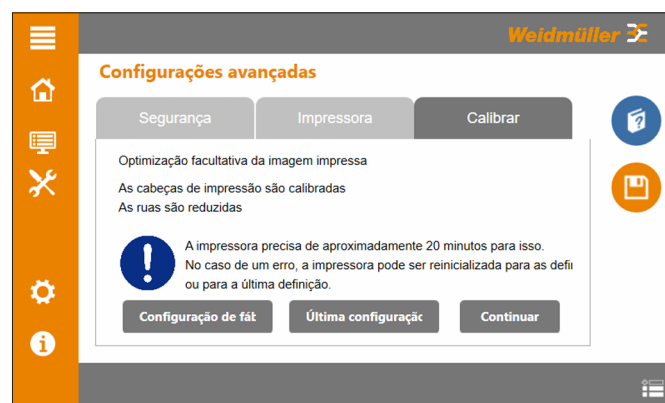 Weidmüller
Configurações avançadas
Segurança
Impressora
Calibrar
Optimização facultativa da imagem impressa
As cabeças de impressão são calibradas
As ruas são reduzidas
A impressora precisa de aproximadamente 20 minutos para isso.
No caso de um erro, a impressora pode ser reinicializada para as defi
ou para a última definição.
Configuração de fáb
Última configuraçã
Continuar